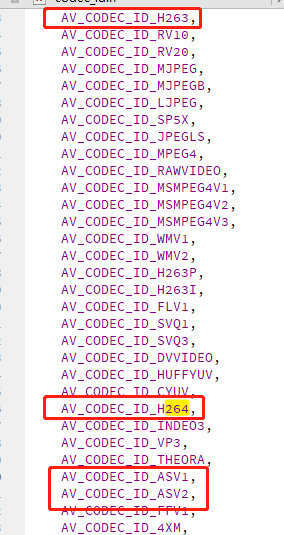 AV_CODEC_ID_H263,
AV_CODEC_ID_RV10,
AV_CODEC_ID_RV20,
AV_CODEC_ID_MJPEG,
AV_CODEC_ID_MJPEGB,
AV_CODEC_ID_LJPEG,
AV_CODEC_ID_SP5X,
AV_CODEC_ID_JPEGLS,
AV_CODEC_ID_MPEG4,
AV_CODEC_ID_RAWVIDEO,
AV_CODEC_ID_MSMPEG4V1,
AV_CODEC_ID_MSMPEG4V2,
AV_CODEC_ID_MSMPEG4V3,
AV_CODEC_ID_WMV1,
AV_CODEC_ID_WMV2,
AV_CODEC_ID_H263P,
AV_CODEC_ID_H263I,
AV_CODEC_ID_FLV1,
AV_CODEC_ID_SVQ1,
AV_CODEC_ID_SVQ3,
AV_CODEC_ID_DVVIDEO,
AV_CODEC_ID_HUFFYUV,
AV_CODEC_ID_CYUV,
AV_CODEC_ID_H264,
AV_CODEC_ID_INDEO3,
AV_CODEC_ID_VP3,
AV_CODEC_ID_THEORA,
AV_CODEC_ID_ASV1,
AV_CODEC_ID_ASV2,
AV_CODEC_ID_FFV1,
AV_CODEC_ID_4XM,